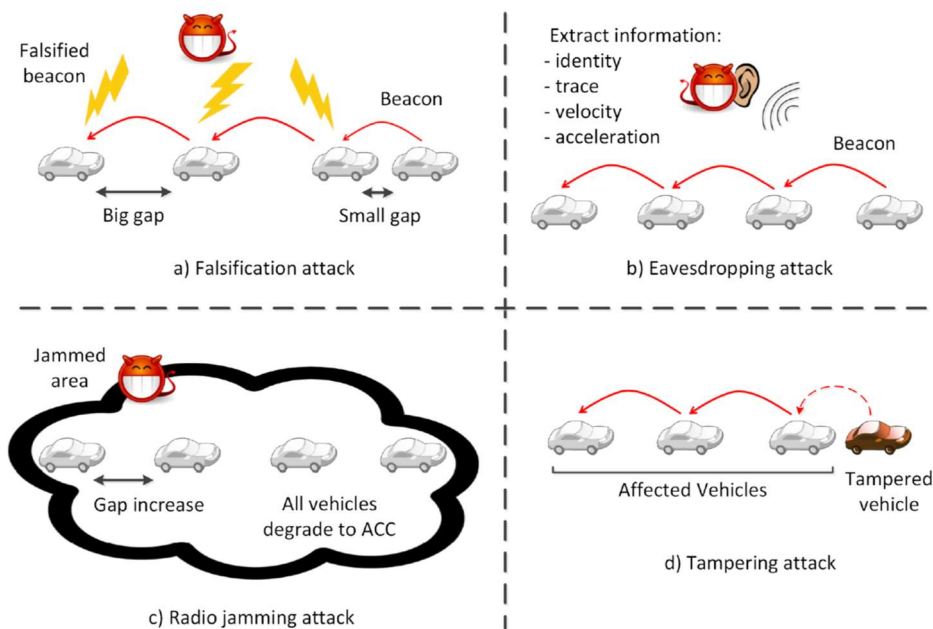 Falsified
beacon
Beacon
Big gap
Small gap
a) Falsification attack
Extract information:
- identity
- trace
- velocity
- acceleration
Beacon
b) Eavesdropping attack
Jammed
area
Gap increase
All vehicles
degrade to ACC
c) Radio jamming attack
Affected Vehicles
Tampered
vehicle
d) Tampering attack